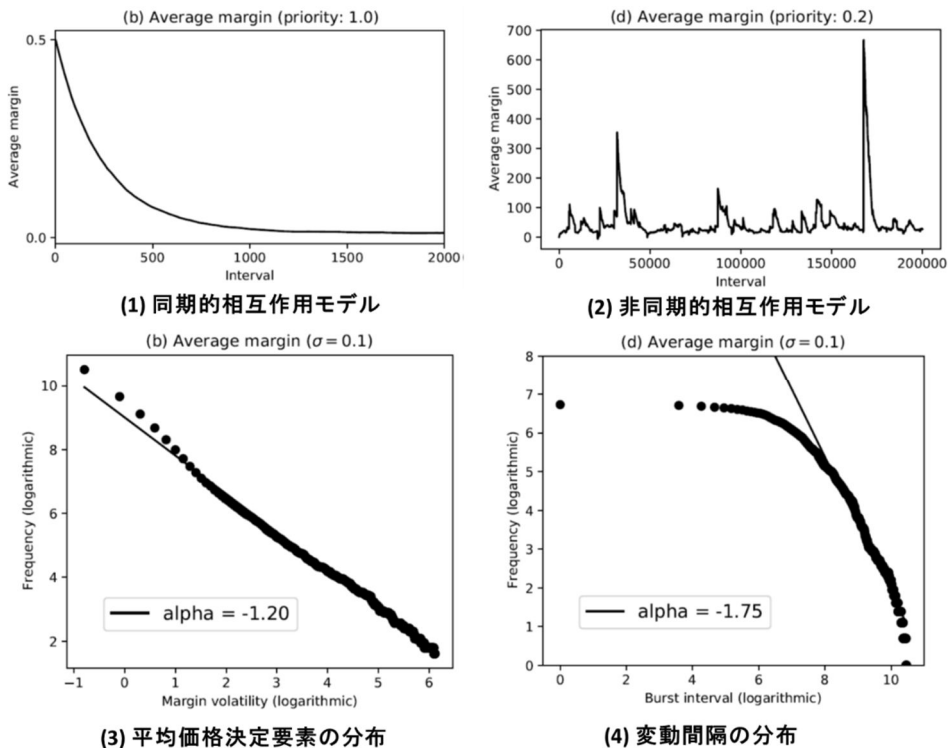 (b) Average margin (priority: 1.0)
0.5
0.0
Average margin
0
500
1000
1500
2000
Interval
(1) 同期的相互作用モデル
(d) Average margin (priority: 0.2)
700
600
500
400
300
200
100
0
Average margin
0
50000
100000
150000
200000
Interval
(2) 非同期的相互作用モデル
(b) Average margin (σ = 0.1)
10
8
6
4
2
Frequency (logarithmic)
alpha = -1.20
−1
0
1
2
3
4
5
6
Margin volatility (logarithmic)
(3) 平均価格決定要素の分布
(d) Average margin (σ = 0.1)
8
7
6
5
4
3
2
1
0
Frequency (logarithmic)
alpha = -1.75
0
2
4
6
8
10
Burst interval (logarithmic)
(4) 変動間隔の分布